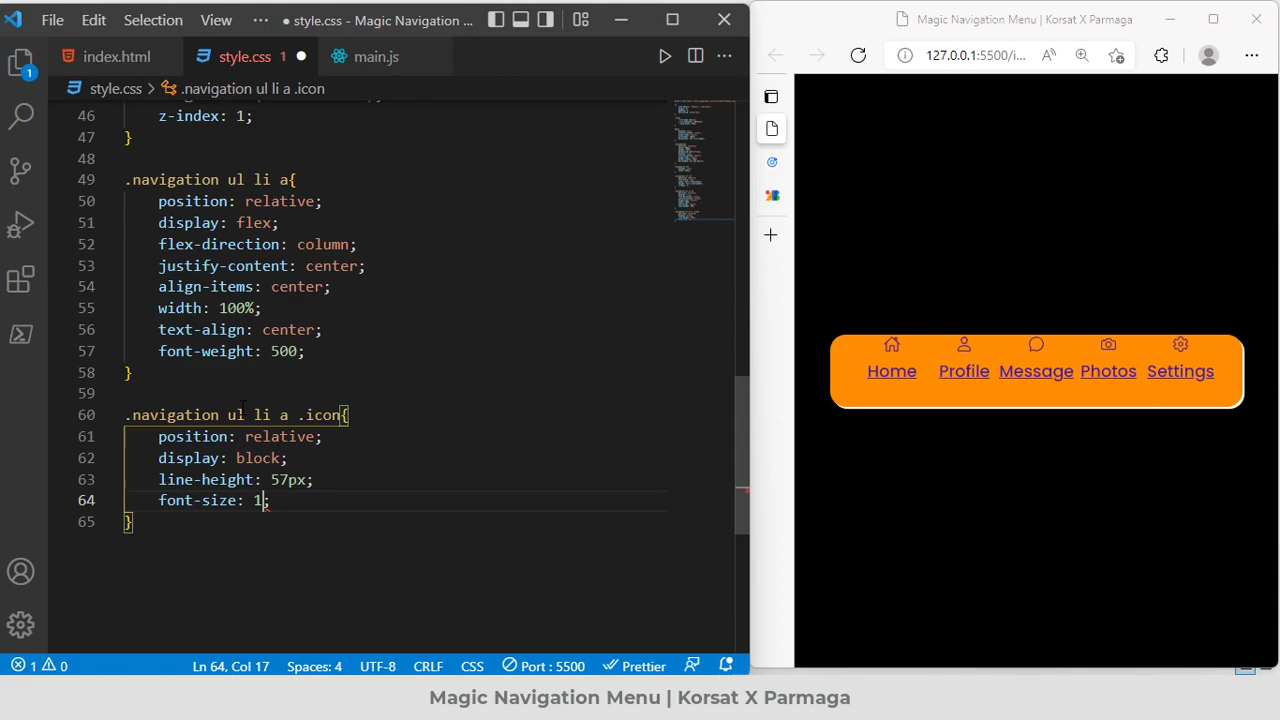 File Edit Selection View ··· ● style.css - Magic Navigation ...
Magic Navigation Menu | Korsat X Parmaga
index.html
style.css 1 ●
main.js
127.0.0.1:5500/i...
style.css > .navigation ul li a .icon
46 z-index: 1;
47 }
48
49 .navigation ul li a{
50 position: relative;
51 display: flex;
52 flex-direction: column;
53 justify-content: center;
54 align-items: center;
55 width: 100%;
56 text-align: center;
57 font-weight: 500;
58 }
59
60 .navigation ul li a .icon{
61 position: relative;
62 display: block;
63 line-height: 57px;
64 font-size: 1;
65 }
1
Home Profile Message Photos Settings
1 0 Ln 64, Col 17 Spaces: 4 UTF-8 CRLF CSS Port : 5500 Prettier
Magic Navigation Menu | Korsat X Parmaga